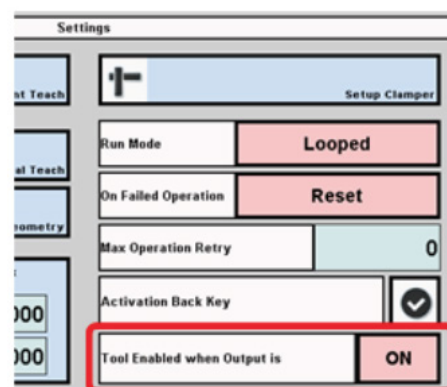 Settings
nt Teach
Setup Clamper
Run Mode
Looped
al Teach
On Failed Operation
Reset
eometry
Max Operation Retry
0
Activation Back Key
000
Tool Enabled when Output is
ON
000